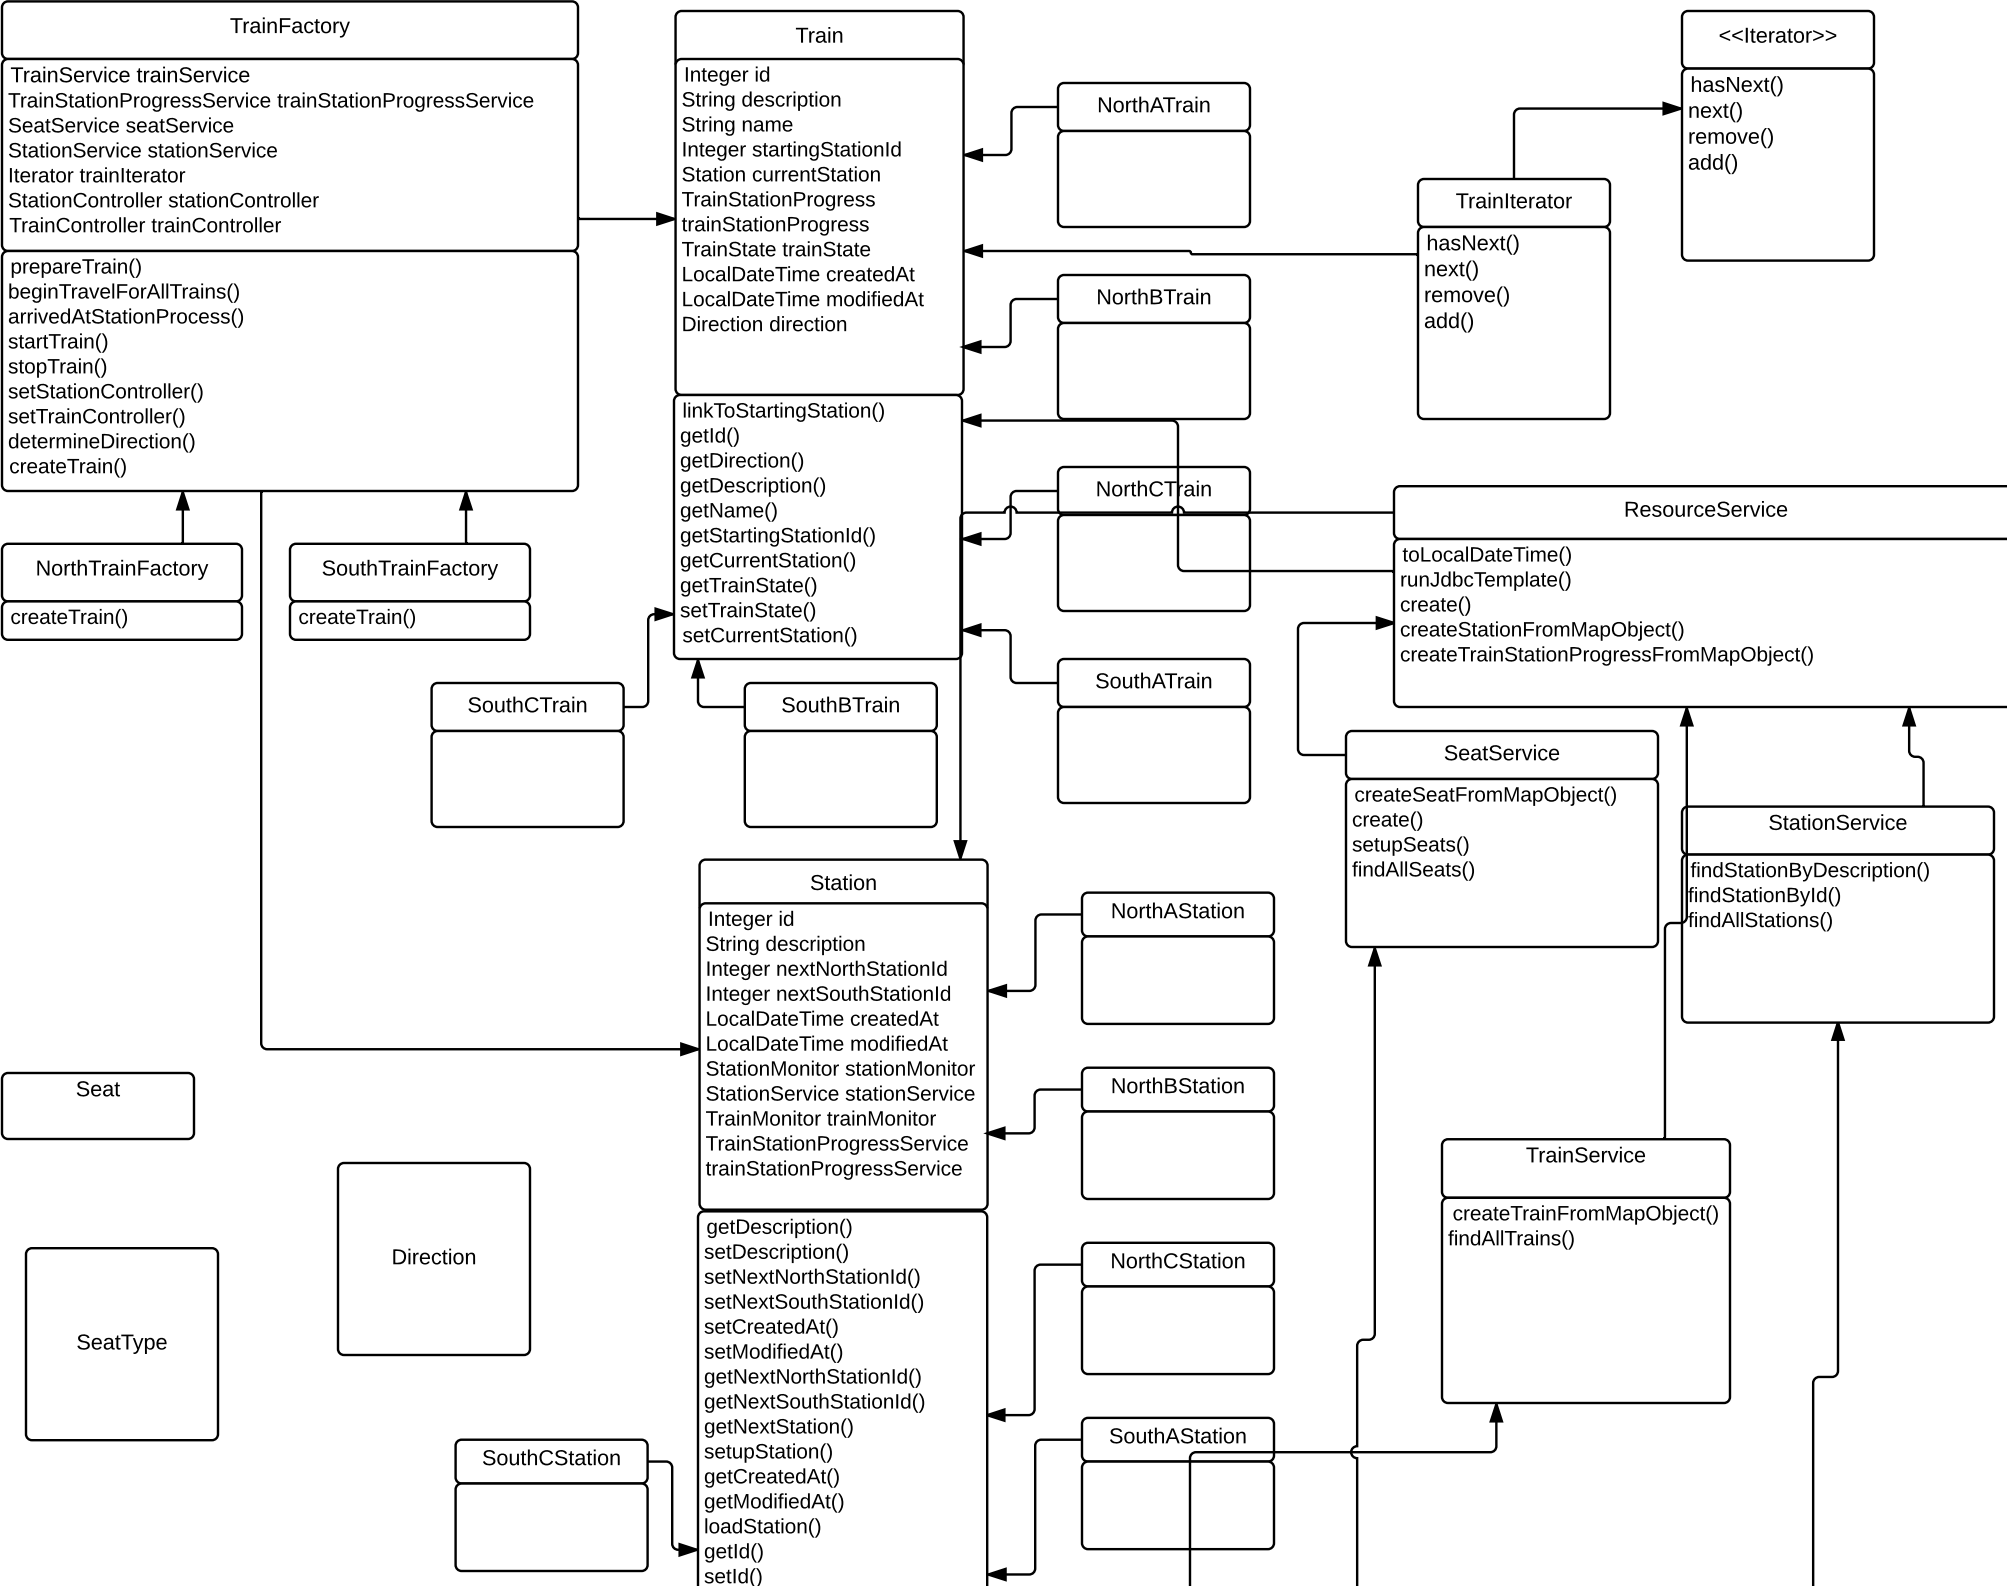 TrainFactory
TrainService trainService
TrainStationProgressService trainStationProgressService
SeatService seatService
StationService stationService
Iterator trainIterator
StationController stationController
TrainController trainController
prepareTrain()
beginTravelForAllTrains()
arrivedAtStationProcess()
startTrain()
stopTrain()
setStationController()
setTrainController()
determineDirection()
createTrain()
NorthTrainFactory
createTrain()
SouthTrainFactory
createTrain()
Train
Integer id
String description
String name
Integer startingStationId
Station currentStation
TrainStationProgress
trainStationProgress
TrainState trainState
LocalDateTime createdAt
LocalDateTime modifiedAt
Direction direction
linkToStartingStation()
getId()
getDirection()
getDescription()
getName()
getStartingStationId()
getCurrentStation()
getTrainState()
setTrainState()
setCurrentStation()
NorthATrain
NorthBTrain
NorthCTrain
SouthATrain
SouthCTrain
SouthBTrain
<<Iterator>>
hasNext()
next()
remove()
add()
TrainIterator
hasNext()
next()
remove()
add()
ResourceService
toLocalDateTime()
runJdbcTemplate()
create()
createStationFromMapObject()
createTrainStationProgressFromMapObject()
SeatService
createSeatFromMapObject()
create()
setupSeats()
findAllSeats()
StationService
findStationByDescription()
findStationById()
findAllStations()
TrainService
createTrainFromMapObject()
findAllTrains()
Station
Integer id
String description
Integer nextNorthStationId
Integer nextSouthStationId
LocalDateTime createdAt
LocalDateTime modifiedAt
StationMonitor stationMonitor
StationService stationService
TrainMonitor trainMonitor
TrainStationProgressService
trainStationProgressService
getDescription()
setDescription()
setNextNorthStationId()
setNextSouthStationId()
setCreatedAt()
setModifiedAt()
getNextNorthStationId()
getNextSouthStationId()
getNextStation()
setupStation()
getCreatedAt()
getModifiedAt()
loadStation()
getId()
setId()
NorthAStation
NorthBStation
NorthCStation
SouthAStation
SouthCStation
Seat
Direction
SeatType